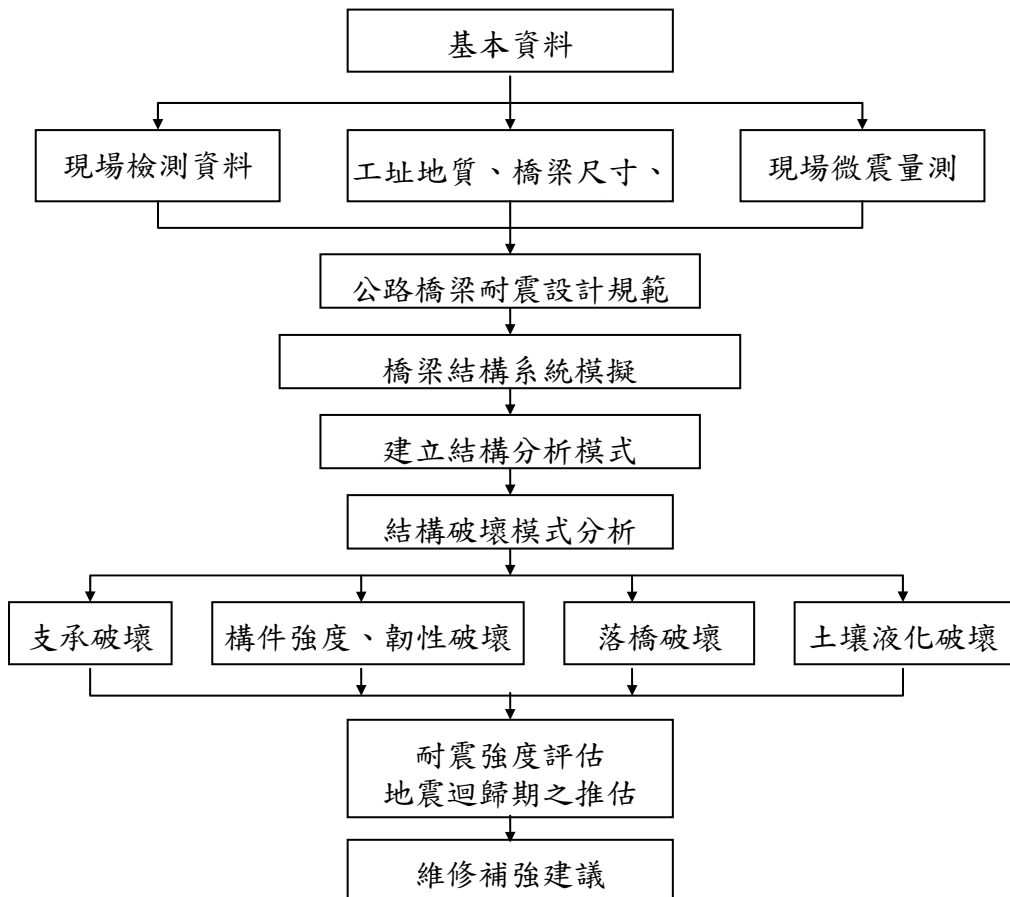 基本資料
現場檢測資料
工址地質、橋梁尺寸、
現場微震量測
公路橋梁耐震設計規範
橋梁結構系統模擬
建立結構分析模式
結構破壞模式分析
支承破壞
構件強度、韌性破壞
落橋破壞
土壤液化破壞
耐震強度評估
地震迴歸期之推估
維修補強建議